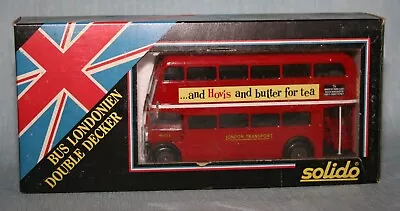 BUS LONDONIEN
DOUBLE DECKER
...and Hovis and butter for tea
LONDON TRANSPORT
solido